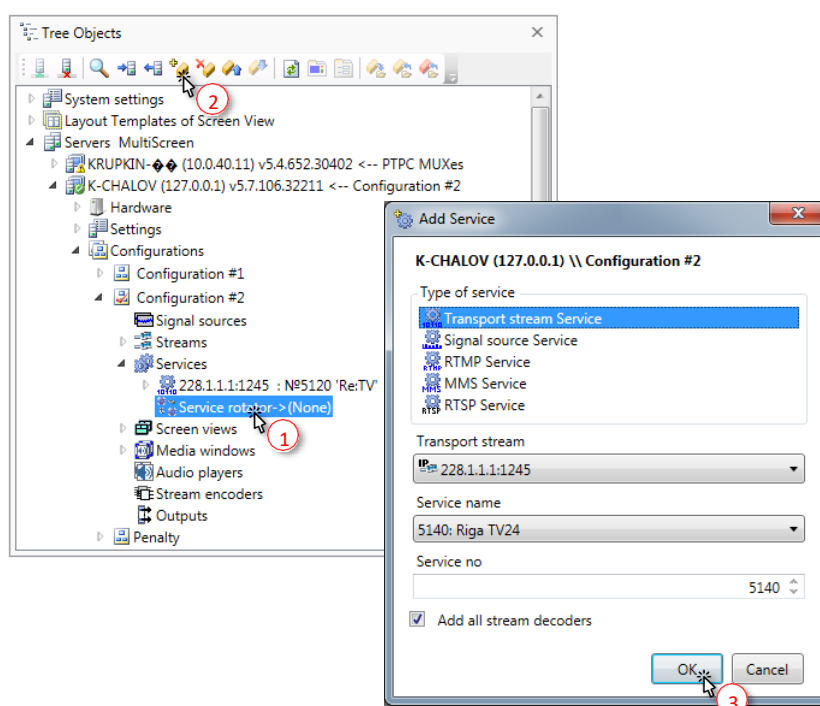 Tree Objects
2
System settings
Layout Templates of Screen View
Servers MultiScreen
KRUPKIN-�� (10.0.40.11) v5.4.652.30402 <-- PTPC MUXes
K-CHALOV (127.0.0.1) v5.7.106.32211 <-- Configuration #2
Hardware
Settings
Configurations
Configuration #1
Configuration #2
Signal sources
Streams
Services
228.1.1.1:1245 : №5120 'Re:TV'
Service rotator->(None)
1
Screen views
Media windows
Audio players
Stream encoders
Outputs
Penalty
Add Service
K-CHALOV (127.0.0.1) \\ Configuration #2
Type of service
Transport stream Service
Signal source Service
RTMP Service
MMS Service
RTSP Service
Transport stream
IP 228.1.1.1:1245
Service name
5140: Riga TV24
Service no
5140
Add all stream decoders
OK
Cancel
3